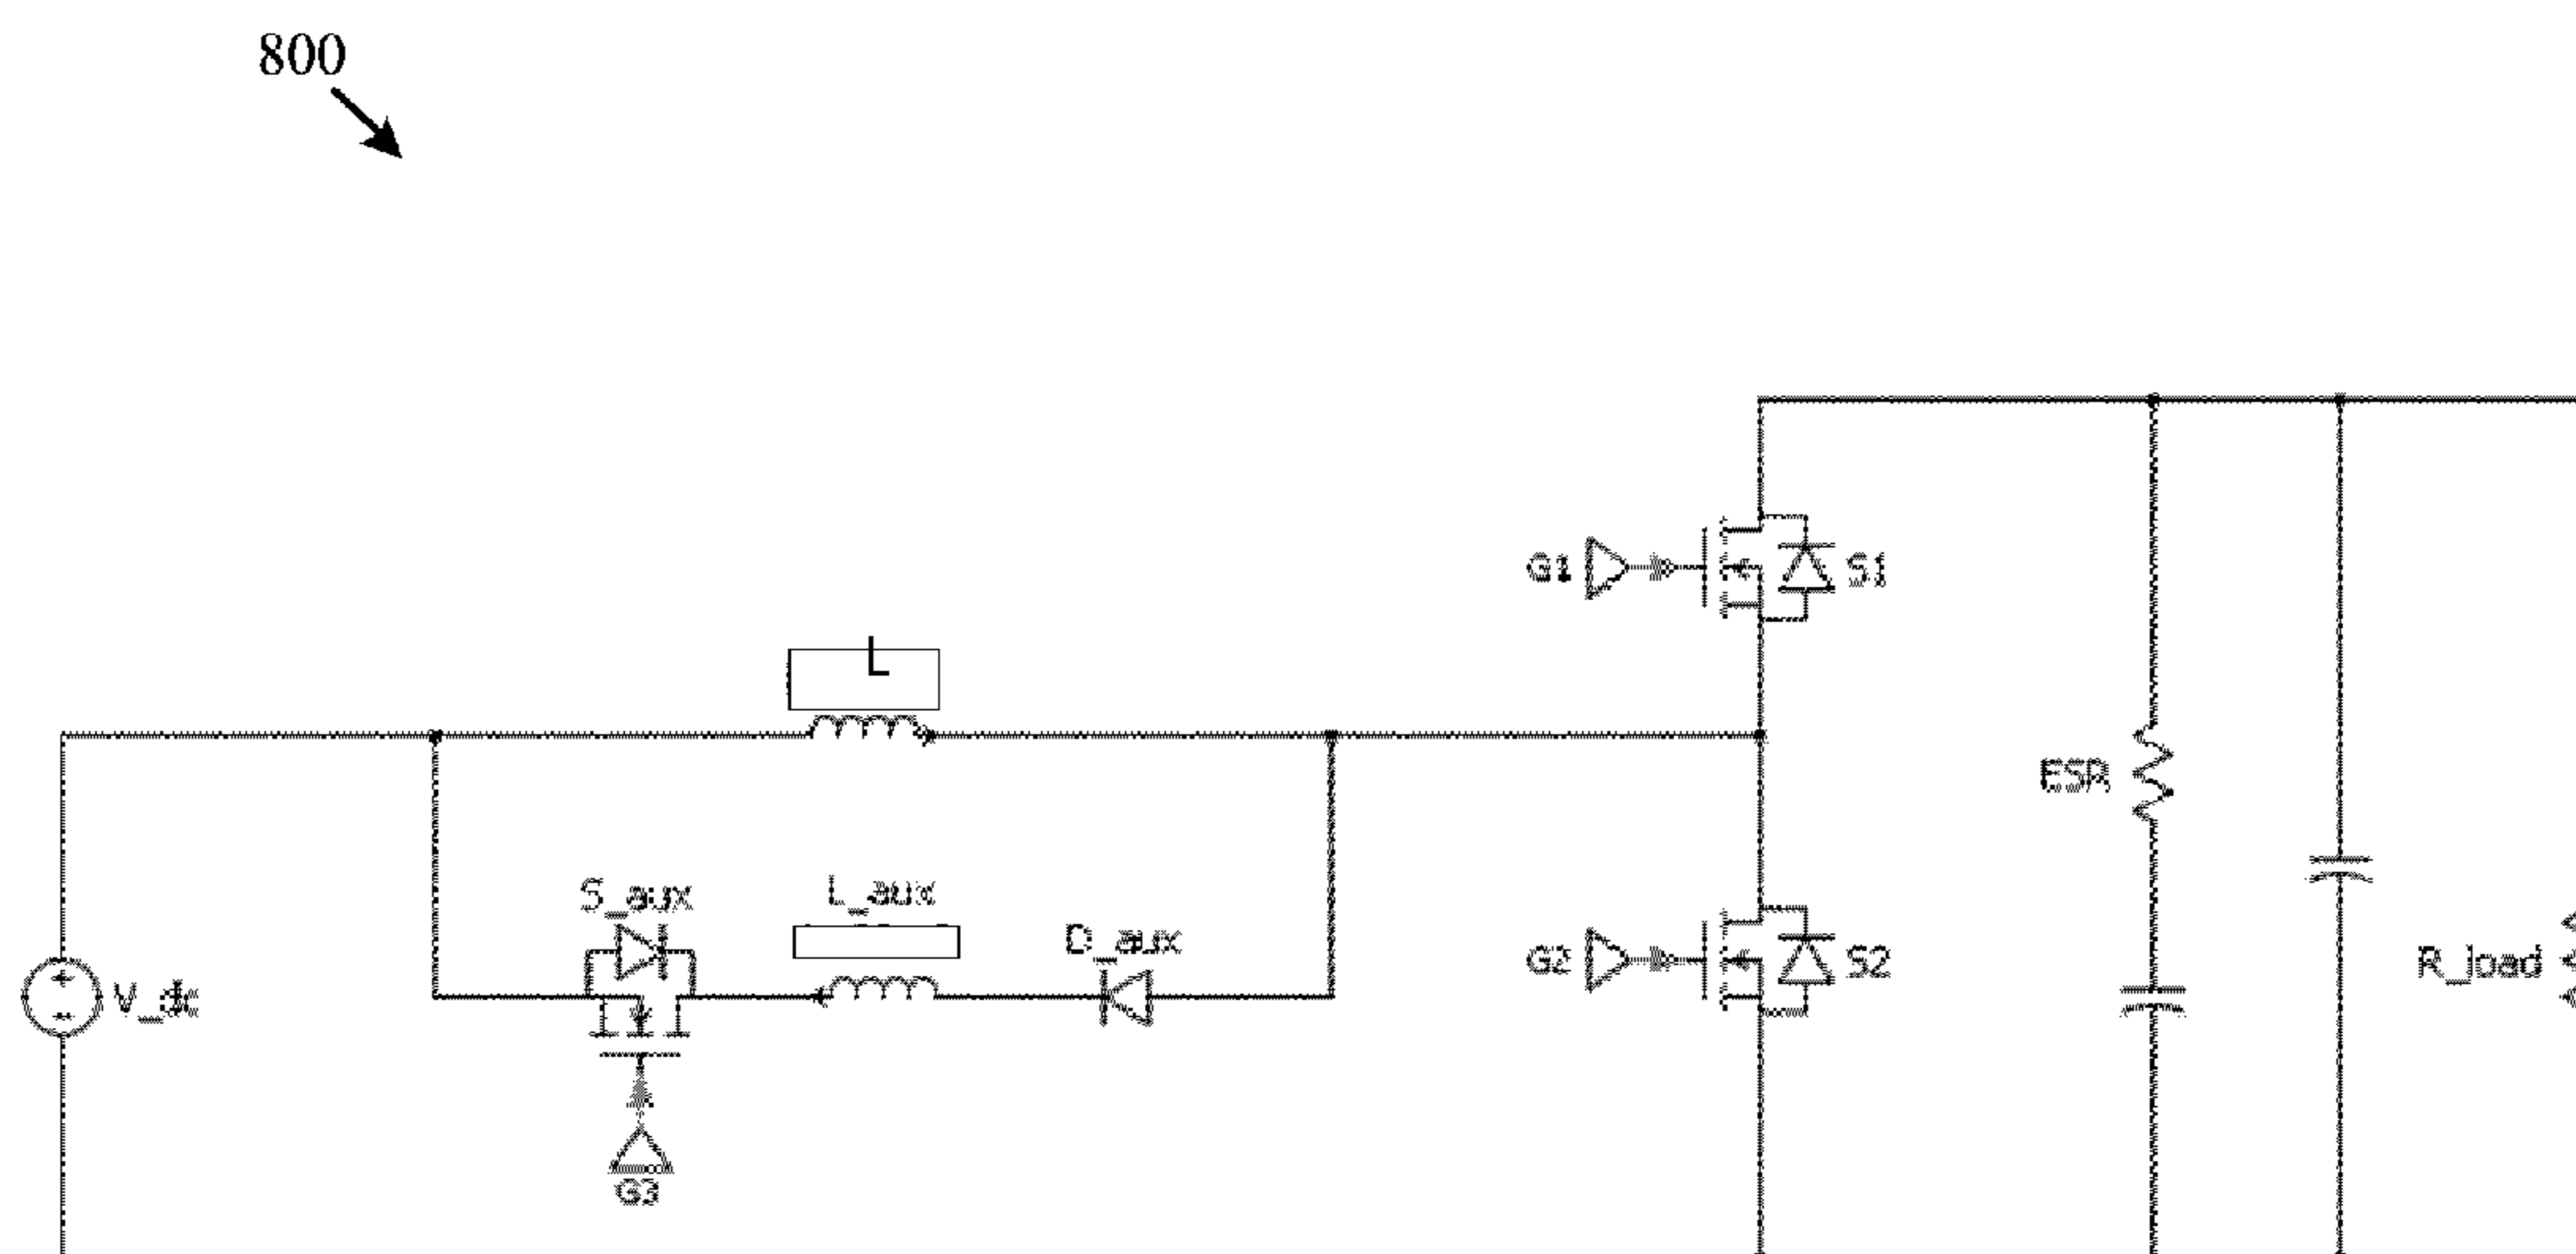 800
G1
S1
L
ESR
S_aux
L_aux
D_aux
G2
S2
R_load
V_dc
G3